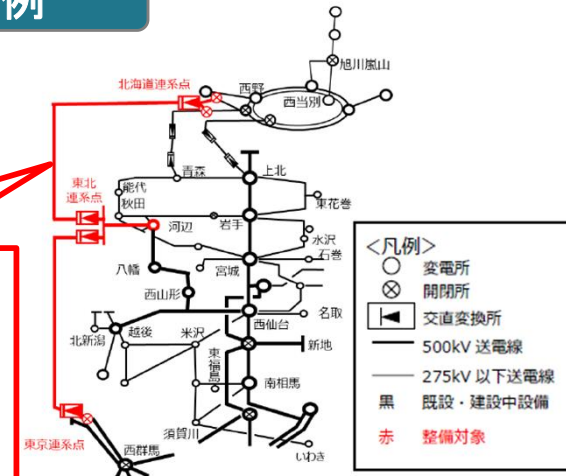 例
旭川嵐山
北海道連系点
西野
西当別
青森
上北
東北
連系点
能代
秋田
東花巻
河辺
岩手
水沢
石巻
八幡
宮城
西山形
名取
西仙台
北新潟
越後
米沢
新地
東福島
南相馬
須賀川
いわき
東京連系点
西群馬
<凡例>
変電所
開閉所
交直変換所
500kV 送電線
275kV 以下送電線
黒 既設・建設中設備
赤 整備対象